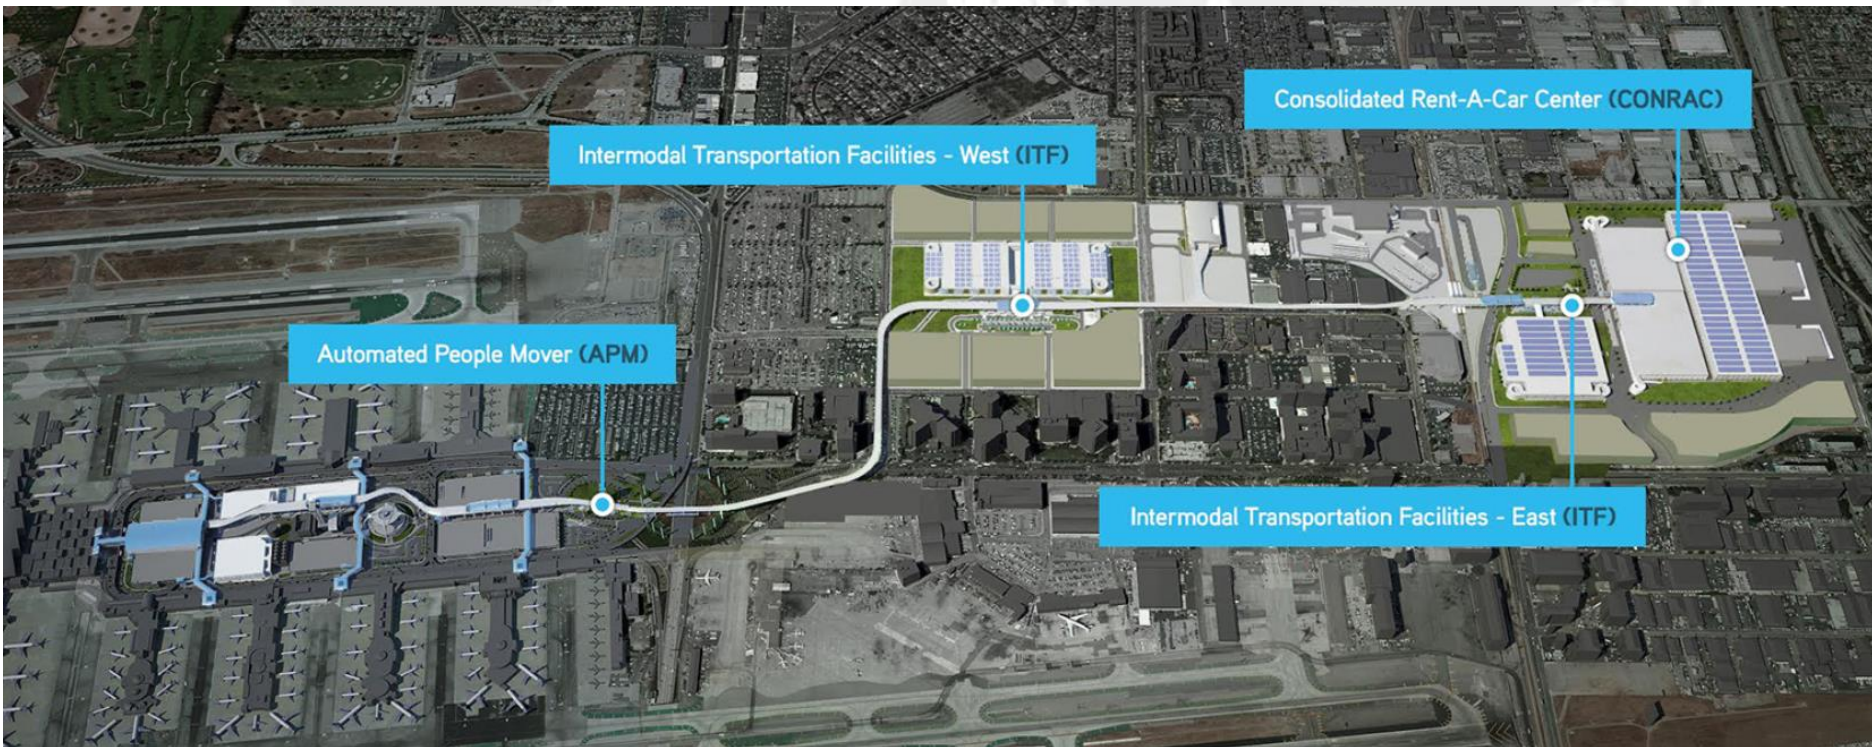 Consolidated Rent-A-Car Center (CONRAC)
Intermodal Transportation Facilities - West (ITF)
Automated People Mover (APM)
Intermodal Transportation Facilities - East (ITF)